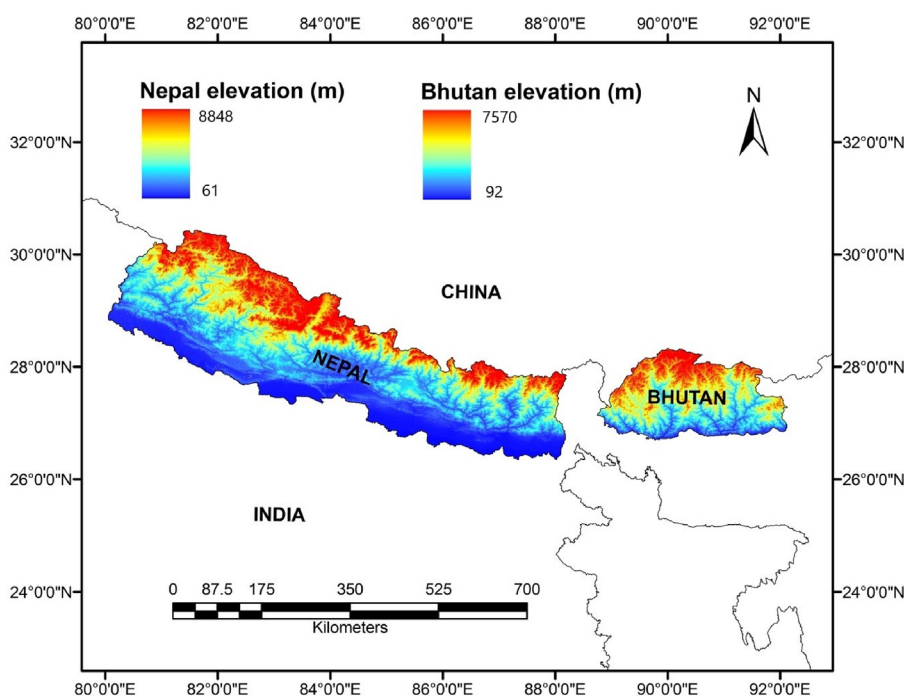 80°0'0"E 82°0'0"E 84°0'0"E 86°0'0"E 88°0'0"E 90°0'0"E 92°0'0"E
Nepal elevation (m) Bhutan elevation (m)
8848 7570
61 92
N
32°0'0"N 32°0'0"N
30°0'0"N 30°0'0"N
CHINA
28°0'0"N 28°0'0"N
NEPAL
BHUTAN
26°0'0"N 26°0'0"N
INDIA
0 87.5 175 350 525 700
Kilometers
24°0'0"N 24°0'0"N
80°0'0"E 82°0'0"E 84°0'0"E 86°0'0"E 88°0'0"E 90°0'0"E 92°0'0"E